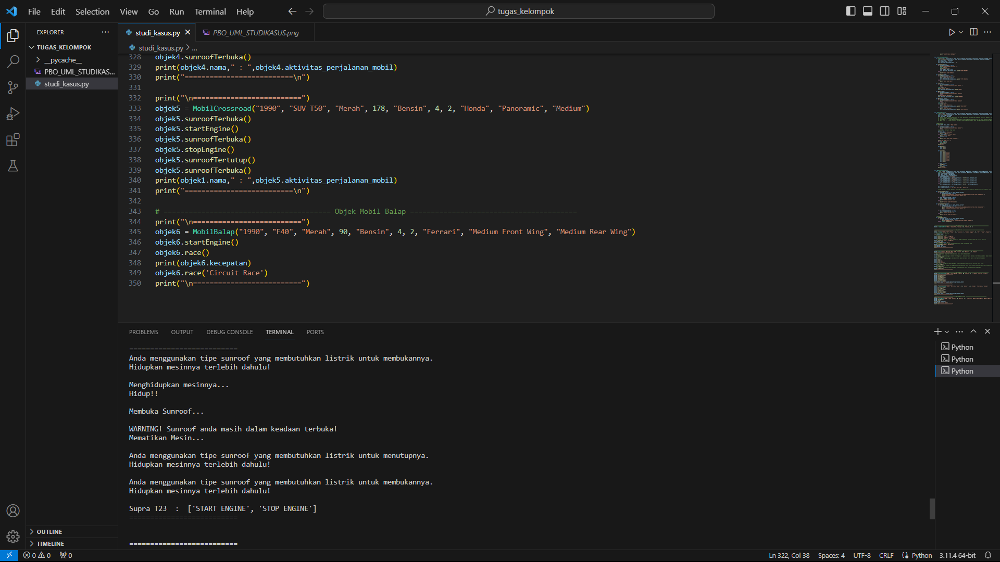 File Edit Selection View Go Run Terminal Help
tugas_kelompok
EXPLORER
TUGAS_KELOMPOK
__pycache__
PBO_UML_STUDIKAS...
studi_kasus.py
OUTLINE
TIMELINE
studi_kasus.py
PBO_UML_STUDIKASUS.png
studi_kasus.py > ...
328 objek4.sunroofTerbuka()
329 print(objek4.nama," : ",objek4.aktivitas_perjalanan_mobil)
330 print("==========================\n")
331
332 print("\n==========================")
333 objek5 = MobilCrossroad("1990", "SUV T50", "Merah", 178, "Bensin", 4, 2, "Honda", "Panoramic", "Medium")
334 objek5.sunroofTerbuka()
335 objek5.startEngine()
336 objek5.sunroofTerbuka()
337 objek5.stopEngine()
338 objek5.sunroofTertutup()
339 objek5.sunroofTerbuka()
340 print(objek1.nama," : ",objek5.aktivitas_perjalanan_mobil)
341 print("==========================\n")
342
343 # ======================================== Objek Mobil Balap ========================================
344 print("\n==========================")
345 objek6 = MobilBalap("1990", "F40", "Merah", 90, "Bensin", 4, 2, "Ferrari", "Medium Front Wing", "Medium Rear Wing")
346 objek6.startEngine()
347 objek6.race()
348 print(objek6.kecepatan)
349 objek6.race('Circuit Race')
350 print("\n==========================")
PROBLEMS OUTPUT DEBUG CONSOLE TERMINAL PORTS
==========================
Anda menggunakan tipe sunroof yang membutuhkan listrik untuk membukannya.
Hidupkan mesinnya terlebih dahulu!
Menghidupkan mesinnya...
Hidup!!
Membuka Sunroof...
WARNING! Sunroof anda masih dalam keadaan terbuka!
Mematikan Mesin...
Anda menggunakan tipe sunroof yang membutuhkan listrik untuk menutupnya.
Hidupkan mesinnya terlebih dahulu!
Anda menggunakan tipe sunroof yang membutuhkan listrik untuk membukannya.
Hidupkan mesinnya terlebih dahulu!
Supra T23  :  ['START ENGINE', 'STOP ENGINE']
==========================
==========================
Python
Python
Python
0 0 0
Ln 322, Col 38 Spaces: 4 UTF-8 CRLF Python 3.11.4 64-bit